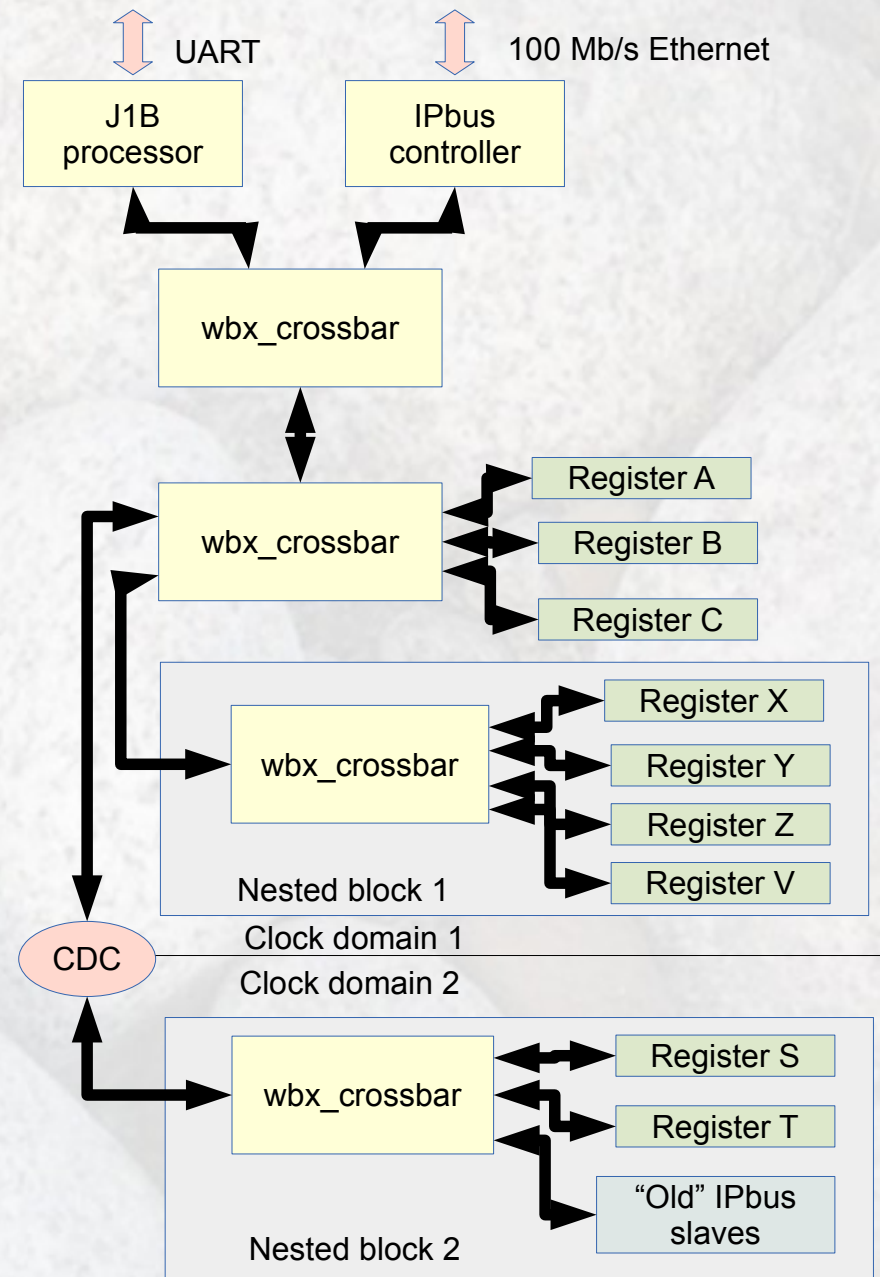 UART
100 Mb/s Ethernet
J1B
processor
IPbus
controller
wbx_crossbar
wbx_crossbar
Register A
Register B
Register C
wbx_crossbar
Register X
Register Y
Register Z
Register V
Nested block 1
Clock domain 1
CDC
Clock domain 2
wbx_crossbar
Register S
Register T
“Old” IPbus
slaves
Nested block 2